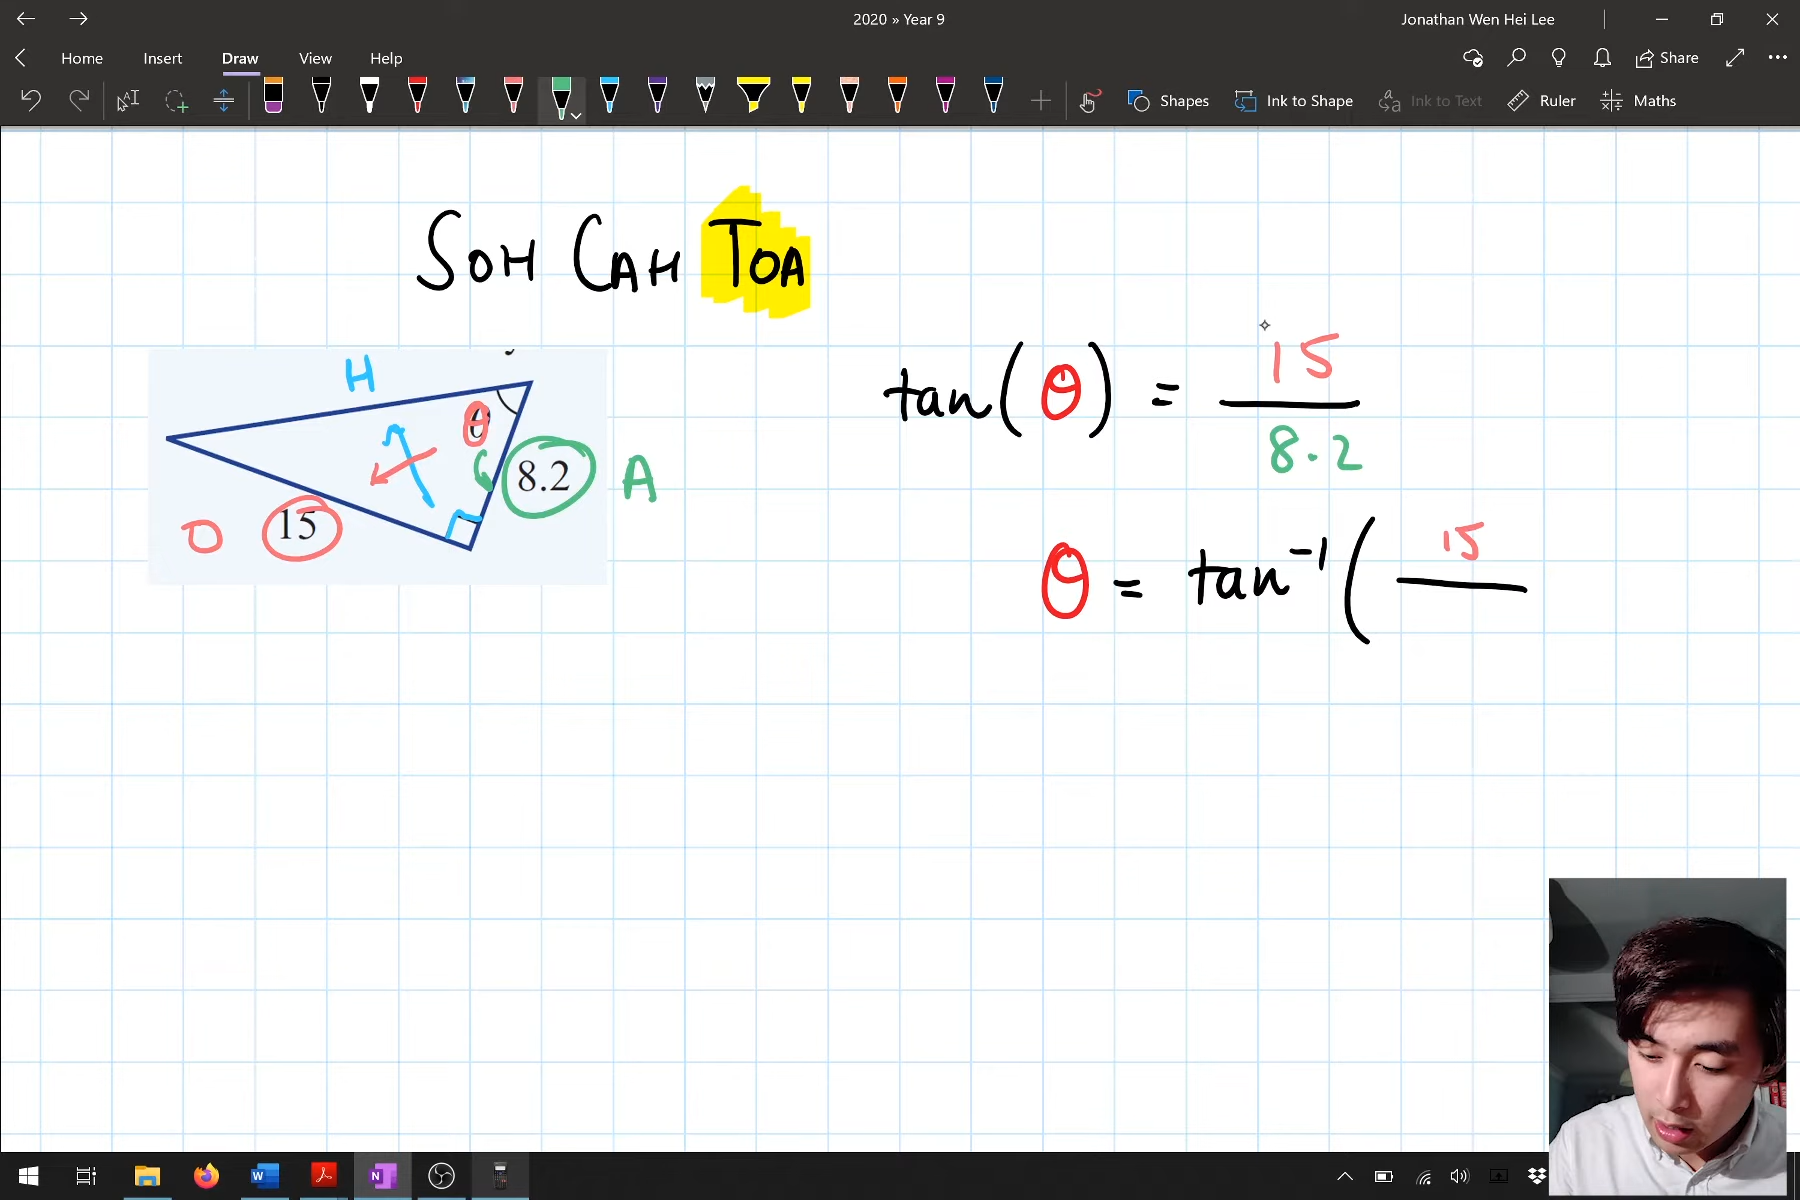 2020 » Year 9
Jonathan Wen Hei Lee
Home Insert Draw View Help
Share
Shapes Ink to Shape Ink to Text Ruler Maths
SOH CAH TOA
H
θ
8.2 A
O 15
tan(θ) = 15
8.2
θ = tan⁻¹( 15